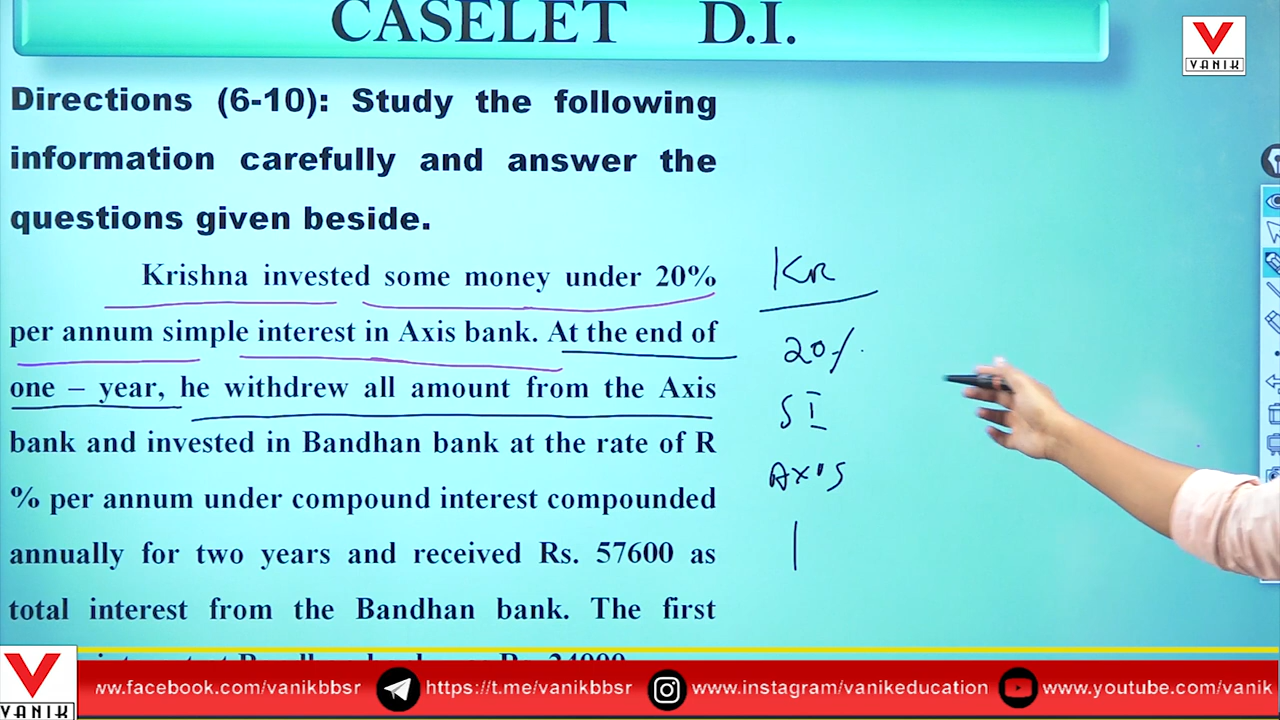 CASELET D.I.
VANIK
Directions (6-10): Study the following
information carefully and answer the
questions given beside.
Krishna invested some money under 20%
per annum simple interest in Axis bank. At the end of
one – year, he withdrew all amount from the Axis
bank and invested in Bandhan bank at the rate of R
% per annum under compound interest compounded
annually for two years and received Rs. 57600 as
total interest from the Bandhan bank. The first
Kr
20%
SI
Axis
1
VANIK
ww.facebook.com/vanikbbsr https://t.me/vanikbbsr www.instagram/vanikeducation www.youtube.com/vanik